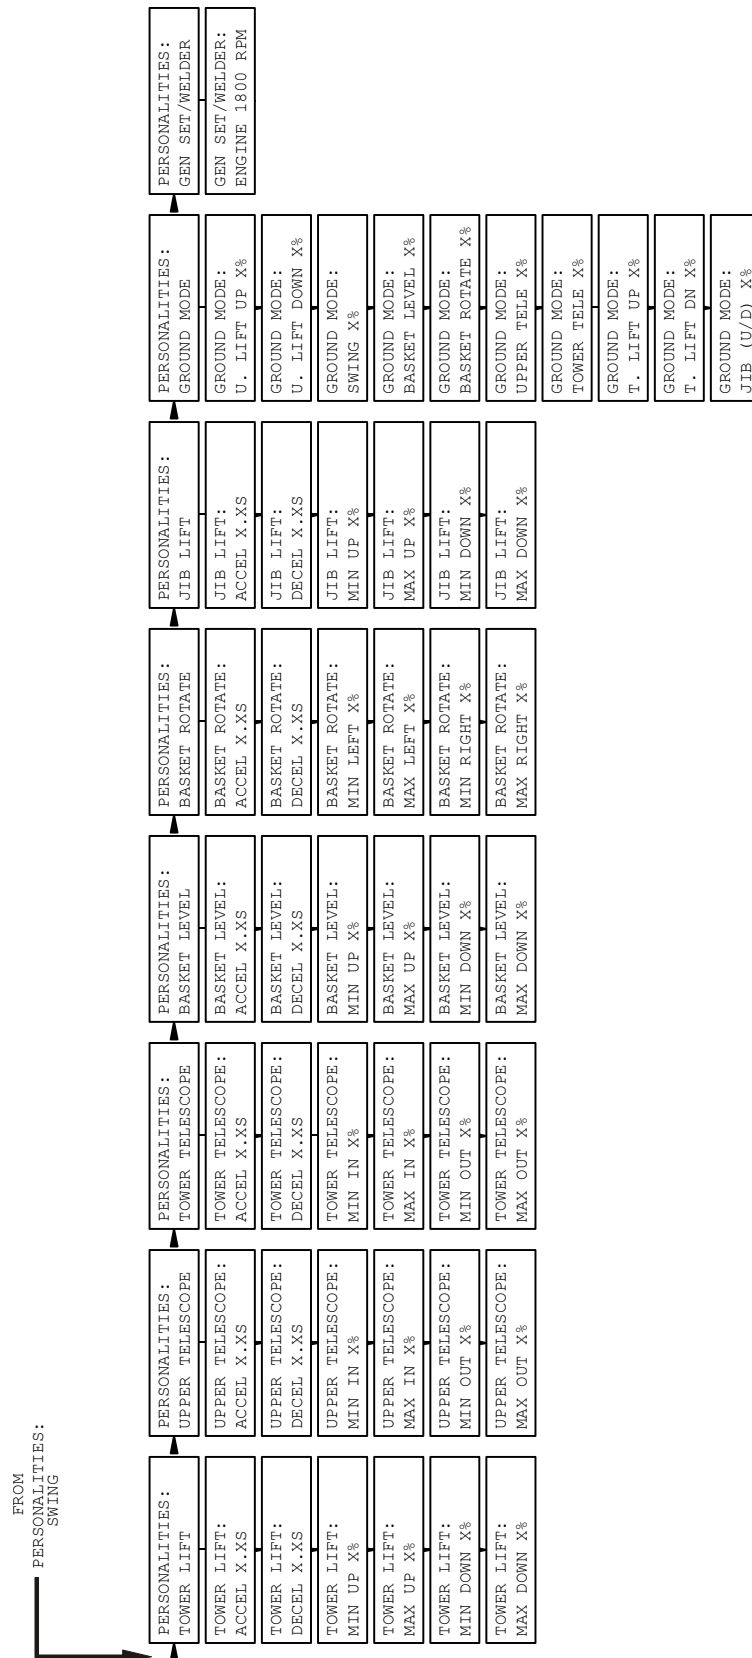 FROM
PERSONALITIES:
SWING
PERSONALITIES:
TOWER LIFT
TOWER LIFT:
ACCEL X.XS
TOWER LIFT:
DECEL X.XS
TOWER LIFT:
MIN UP X%
TOWER LIFT:
MAX UP X%
TOWER LIFT:
MIN DOWN X%
TOWER LIFT:
MAX DOWN X%
PERSONALITIES:
UPPER TELESCOPE
UPPER TELESCOPE:
ACCEL X.XS
UPPER TELESCOPE:
DECEL X.XS
UPPER TELESCOPE:
MIN IN X%
UPPER TELESCOPE:
MAX IN X%
UPPER TELESCOPE:
MIN OUT X%
UPPER TELESCOPE:
MAX OUT X%
PERSONALITIES:
TOWER TELESCOPE
TOWER TELESCOPE:
ACCEL X.XS
TOWER TELESCOPE:
DECEL X.XS
TOWER TELESCOPE:
MIN IN X%
TOWER TELESCOPE:
MAX IN X%
TOWER TELESCOPE:
MIN OUT X%
TOWER TELESCOPE:
MAX OUT X%
PERSONALITIES:
BASKET LEVEL
BASKET LEVEL:
ACCEL X.XS
BASKET LEVEL:
DECEL X.XS
BASKET LEVEL:
MIN UP X%
BASKET LEVEL:
MAX UP X%
BASKET LEVEL:
MIN DOWN X%
BASKET LEVEL:
MAX DOWN X%
PERSONALITIES:
BASKET ROTATE
BASKET ROTATE:
ACCEL X.XS
BASKET ROTATE:
DECEL X.XS
BASKET ROTATE:
MIN LEFT X%
BASKET ROTATE:
MAX LEFT X%
BASKET ROTATE:
MIN RIGHT X%
BASKET ROTATE:
MAX RIGHT X%
PERSONALITIES:
JIB LIFT
JIB LIFT:
ACCEL X.XS
JIB LIFT:
DECEL X.XS
JIB LIFT:
MIN UP X%
JIB LIFT:
MAX UP X%
JIB LIFT:
MIN DOWN X%
JIB LIFT:
MAX DOWN X%
PERSONALITIES:
GROUND MODE
GROUND MODE:
U. LIFT UP X%
GROUND MODE:
U. LIFT DOWN X%
GROUND MODE:
SWING X%
GROUND MODE:
BASKET LEVEL X%
GROUND MODE:
BASKET ROTATE X%
GROUND MODE:
UPPER TELE X%
GROUND MODE:
TOWER TELE X%
GROUND MODE:
T. LIFT UP X%
GROUND MODE:
T. LIFT DN X%
GROUND MODE:
JIB (U/D) X%
PERSONALITIES:
GEN SET/WELDER
GEN SET/WELDER:
ENGINE 1800 RPM